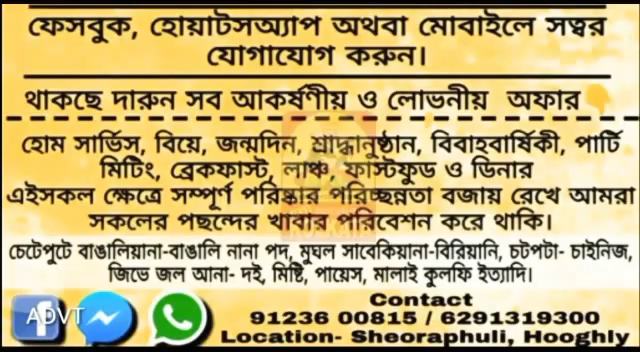 ফেসবুক, হোয়াটসঅ্যাপ অথবা মোবাইলে সত্বর
যোগাযোগ করুন।
থাকছে দারুন সব আকর্ষণীয় ও লোভনীয় অফার
হোম সার্ভিস, বিয়ে, জন্মদিন, শ্রাদ্ধানুষ্ঠান, বিবাহবার্ষিকী, পার্টি
মিটিং, ব্রেকফাস্ট, লাঞ্চ, ফাস্টফুড ও ডিনার
এইসকল ক্ষেত্রে সম্পূর্ণ পরিষ্কার পরিচ্ছন্নতা বজায় রেখে আমরা
সকলের পছন্দের খাবার পরিবেশন করে থাকি।
চেটেপুটে বাঙালিয়ানা-বাঙালি নানা পদ, মুঘল সাবেকিয়ানা-বিরিয়ানি, চটপটা- চাইনিজ,
জিভে জল আনা- দই, মিষ্টি, পায়েস, মালাই কুলফি ইত্যাদি।
ADVT
Contact
91236 00815 / 6291319300
Location- Sheoraphuli, Hooghly